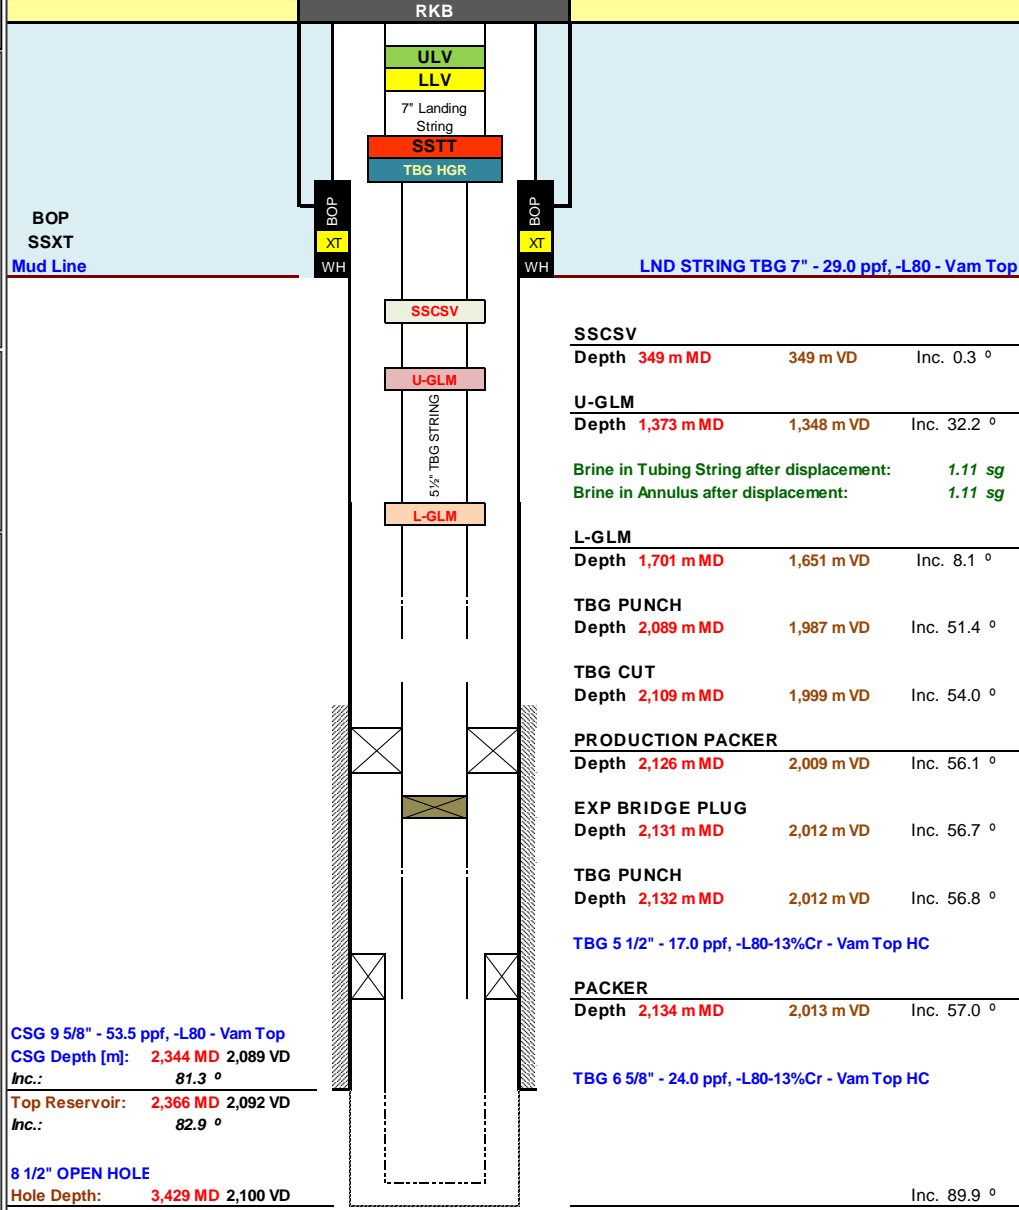 RKB
ULV
LLV
7" Landing
String
SSTT
TBG HGR
BOP
BOP
BOP
SSXT
XT
XT
Mud Line
WH
WH
LND STRING TBG 7" - 29.0 ppf, -L80 - Vam Top
SSCSV
SSCSV
Depth 349 m MD 349 m VD Inc. 0.3 º
U-GLM
U-GLM
Depth 1,373 m MD 1,348 m VD Inc. 32.2 º
5½" TBG STRING
Brine in Tubing String after displacement: 1.11 sg
Brine in Annulus after displacement: 1.11 sg
L-GLM
L-GLM
Depth 1,701 m MD 1,651 m VD Inc. 8.1 º
TBG PUNCH
Depth 2,089 m MD 1,987 m VD Inc. 51.4 º
TBG CUT
Depth 2,109 m MD 1,999 m VD Inc. 54.0 º
PRODUCTION PACKER
Depth 2,126 m MD 2,009 m VD Inc. 56.1 º
EXP BRIDGE PLUG
Depth 2,131 m MD 2,012 m VD Inc. 56.7 º
TBG PUNCH
Depth 2,132 m MD 2,012 m VD Inc. 56.8 º
TBG 5 1/2" - 17.0 ppf, -L80-13%Cr - Vam Top HC
PACKER
Depth 2,134 m MD 2,013 m VD Inc. 57.0 º
CSG 9 5/8" - 53.5 ppf, -L80 - Vam Top
CSG Depth [m]: 2,344 MD 2,089 VD
Inc.: 81.3 º
TBG 6 5/8" - 24.0 ppf, -L80-13%Cr - Vam Top HC
Top Reservoir: 2,366 MD 2,092 VD
Inc.: 82.9 º
8 1/2" OPEN HOLE
Hole Depth: 3,429 MD 2,100 VD
Inc. 89.9 º